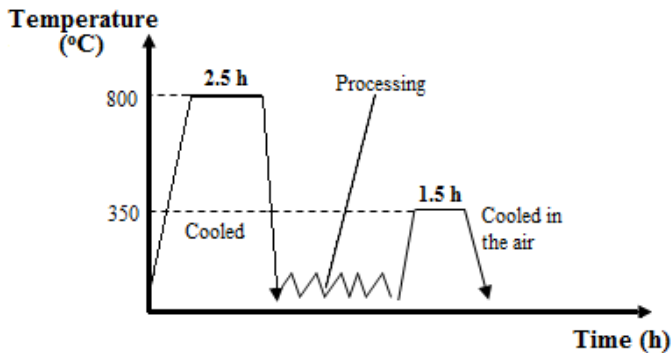 Temperature
(°C)
2.5 h
Processing
800
1.5 h
350
Cooled
Cooled in
the air
Time (h)